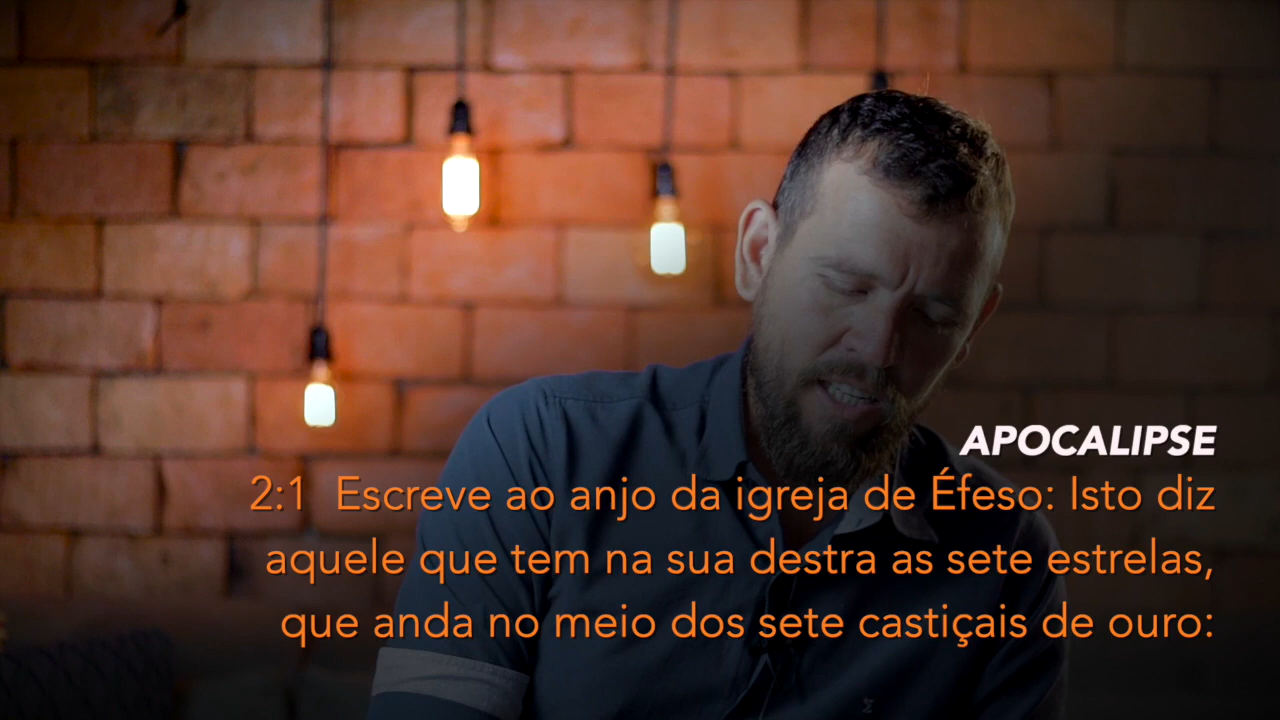 APOCALIPSE
2:1 Escreve ao anjo da igreja de Éfeso: Isto diz
aquele que tem na sua destra as sete estrelas,
que anda no meio dos sete castiçais de ouro: